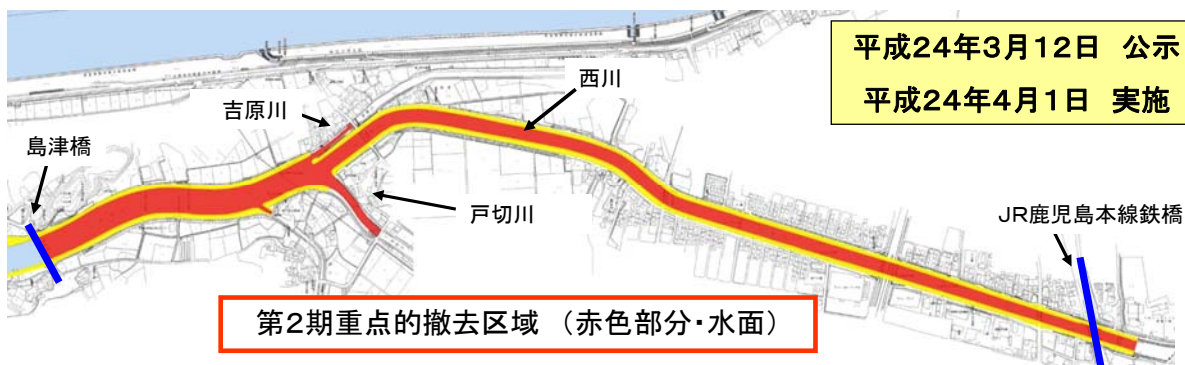 平成24年3月12日 公示
平成24年4月1日 実施
西川
吉原川
島津橋
戸切川
JR鹿児島本線鉄橋
第2期重点的撤去区域 (赤色部分・水面)